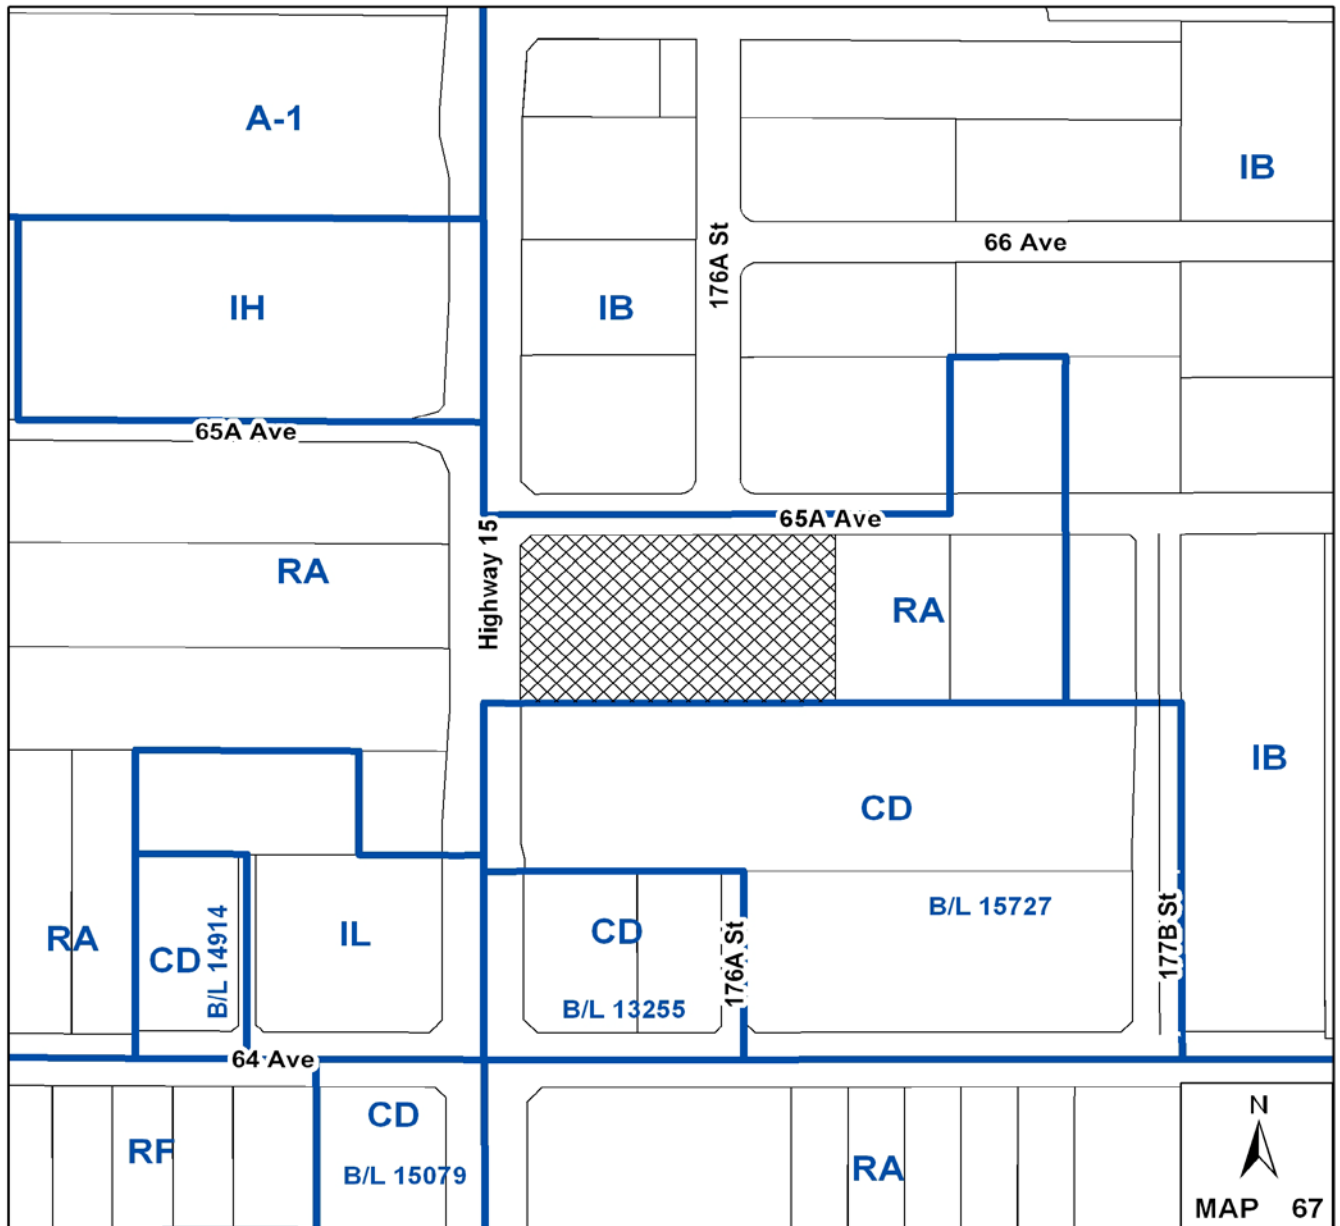 A-1
IB
176A St
66 Ave
IH
IB
65A Ave
65A Ave
Highway 15
RA
RA
IB
CD
RA
CD
B/L 14914
IL
CD
B/L 13255
176A St
B/L 15727
177B St
64 Ave
CD
B/L 15079
RF
RA
N
MAP 67